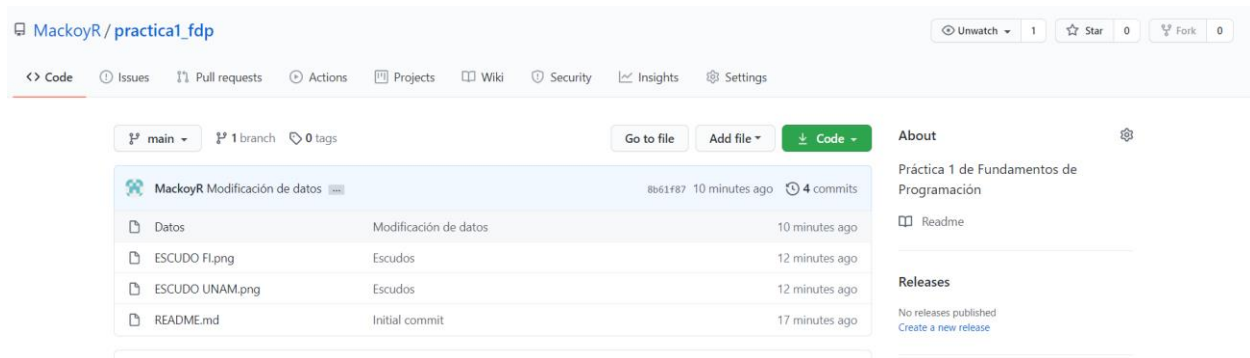 MackoyR / practica1_fdp
Unwatch 1 Star 0 Fork 0
<> Code Issues Pull requests Actions Projects Wiki Security Insights Settings
main 1 branch 0 tags Go to file Add file Code
MackoyR Modificación de datos ... 8b61f87 10 minutes ago 4 commits
Datos Modificación de datos 10 minutes ago
ESCUDO FI.png Escudos 12 minutes ago
ESCUDO UNAM.png Escudos 12 minutes ago
README.md Initial commit 17 minutes ago
About
Práctica 1 de Fundamentos de
Programación
Readme
Releases
No releases published
Create a new release